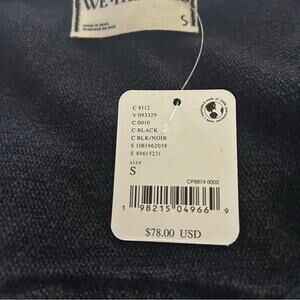 WE THE
S
C 8112
V 093329
C 0010
C BLACK
C BLK/NOIR
S OB1962038
S 89615231
size
S
CP9874 0002
1 98215 04966 9
$78.00 USD